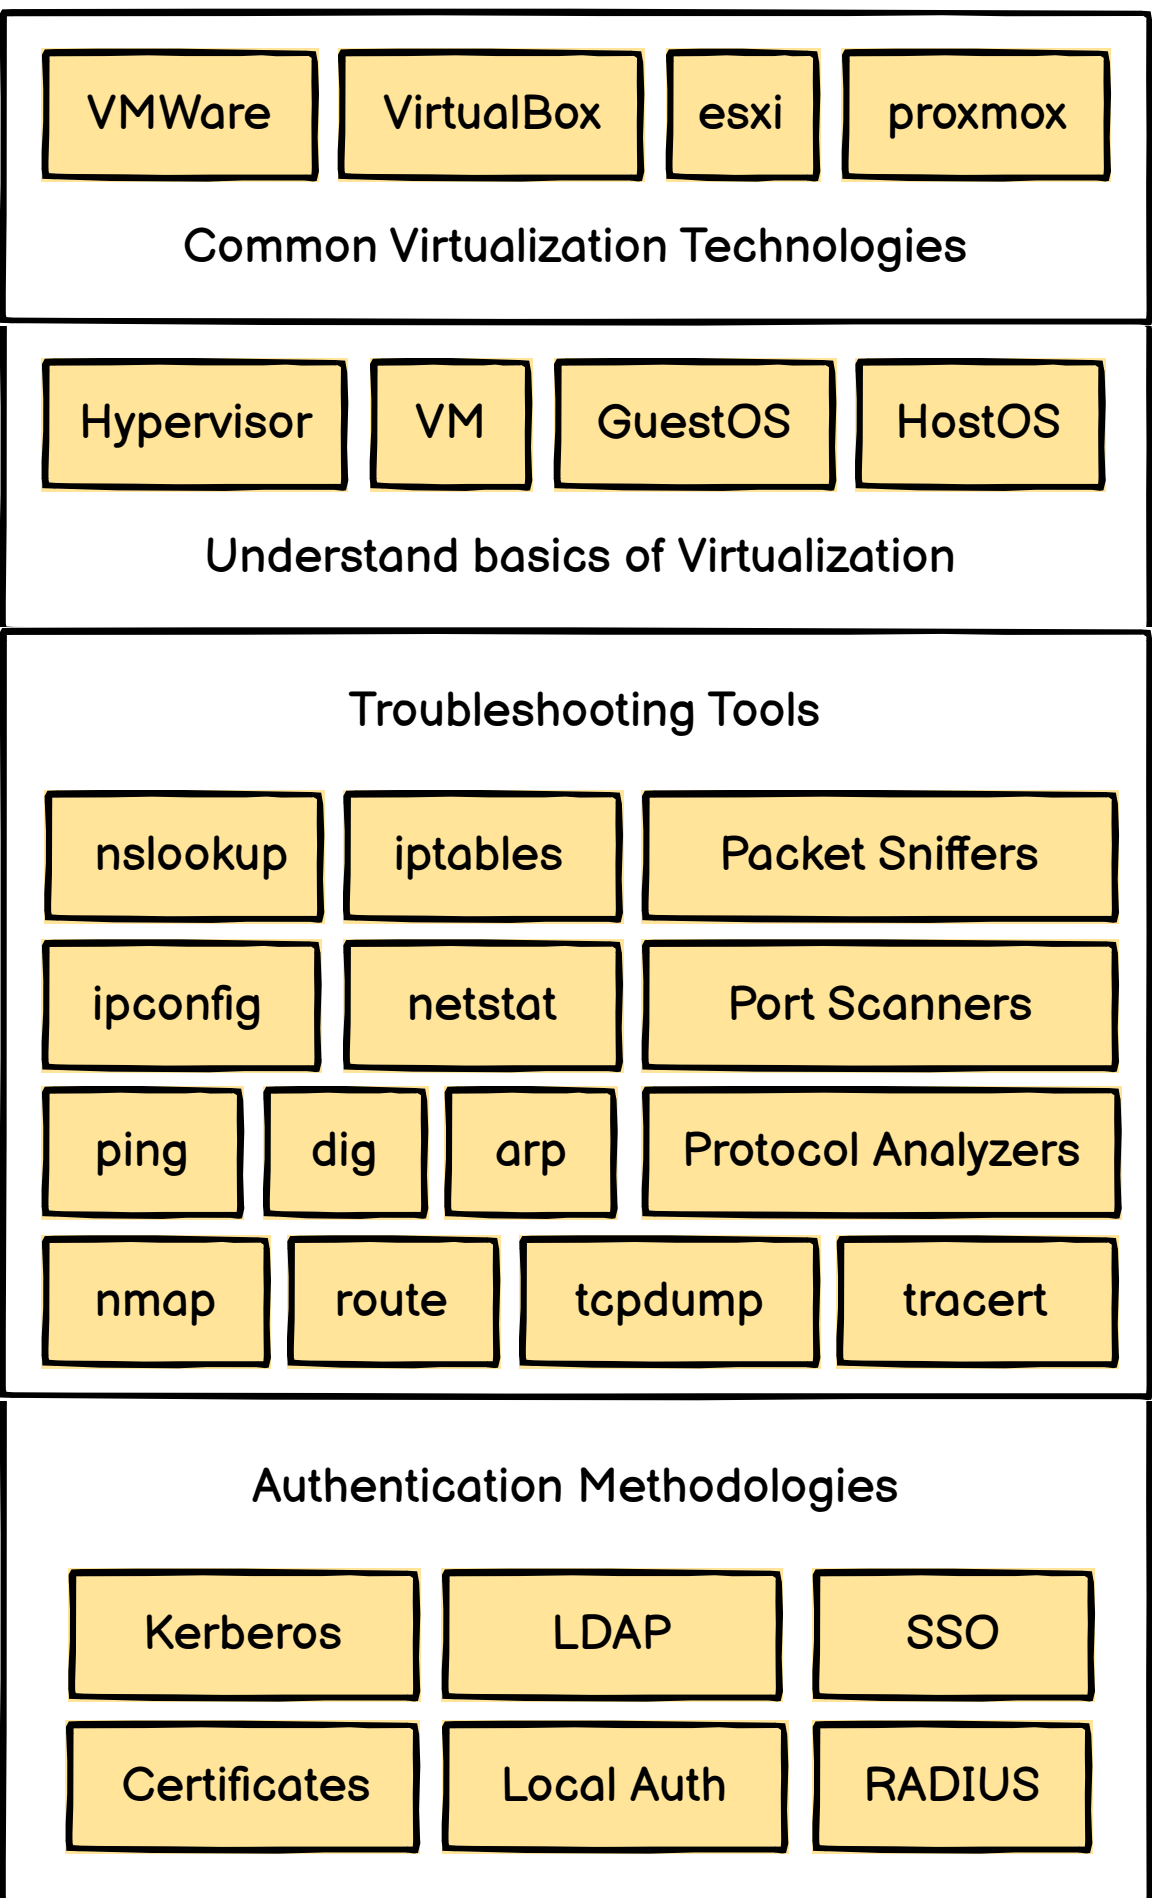 VMWare VirtualBox esxi proxmox
Common Virtualization Technologies
Hypervisor VM GuestOS HostOS
Understand basics of Virtualization
Troubleshooting Tools
nslookup iptables Packet Sniffers
ipconfig netstat Port Scanners
ping dig arp Protocol Analyzers
nmap route tcpdump tracert
Authentication Methodologies
Kerberos LDAP SSO
Certificates Local Auth RADIUS